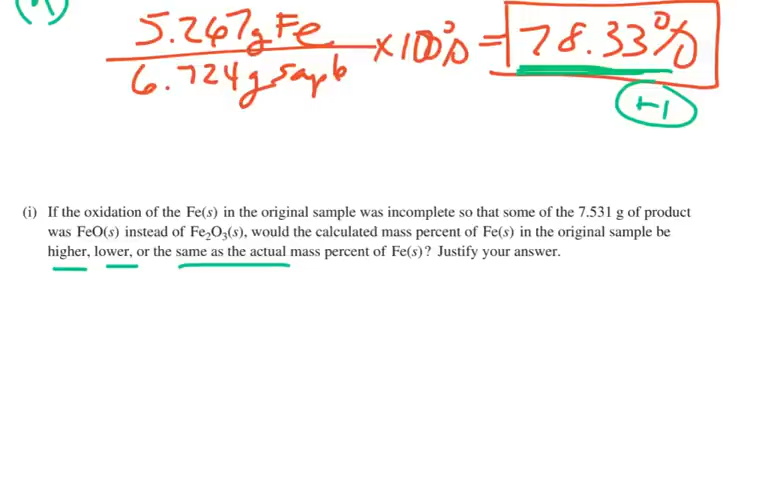 5.267g Fe
6.724g sample
×100% = 78.33%
+1
(i) If the oxidation of the Fe(s) in the original sample was incomplete so that some of the 7.531 g of product
was FeO(s) instead of Fe₂O₃(s), would the calculated mass percent of Fe(s) in the original sample be
higher, lower, or the same as the actual mass percent of Fe(s)? Justify your answer.